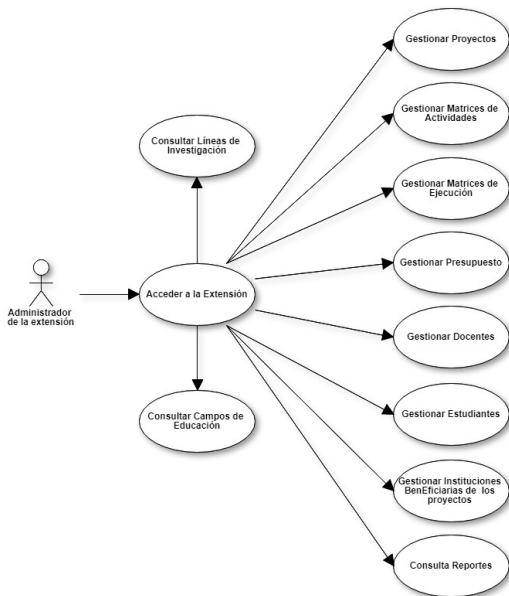 Gestionar Proyectos
Gestionar Matrices de
Actividades
Consultar Líneas de
Investigación
Gestionar Matrices de
Ejecución
Gestionar Presupuesto
Acceder a la Extensión
Administrador
de la extensión
Gestionar Docentes
Consultar Campos de
Educación
Gestionar Estudiantes
Gestionar Instituciones
BenEficiarias de los
proyectos
Consulta Reportes